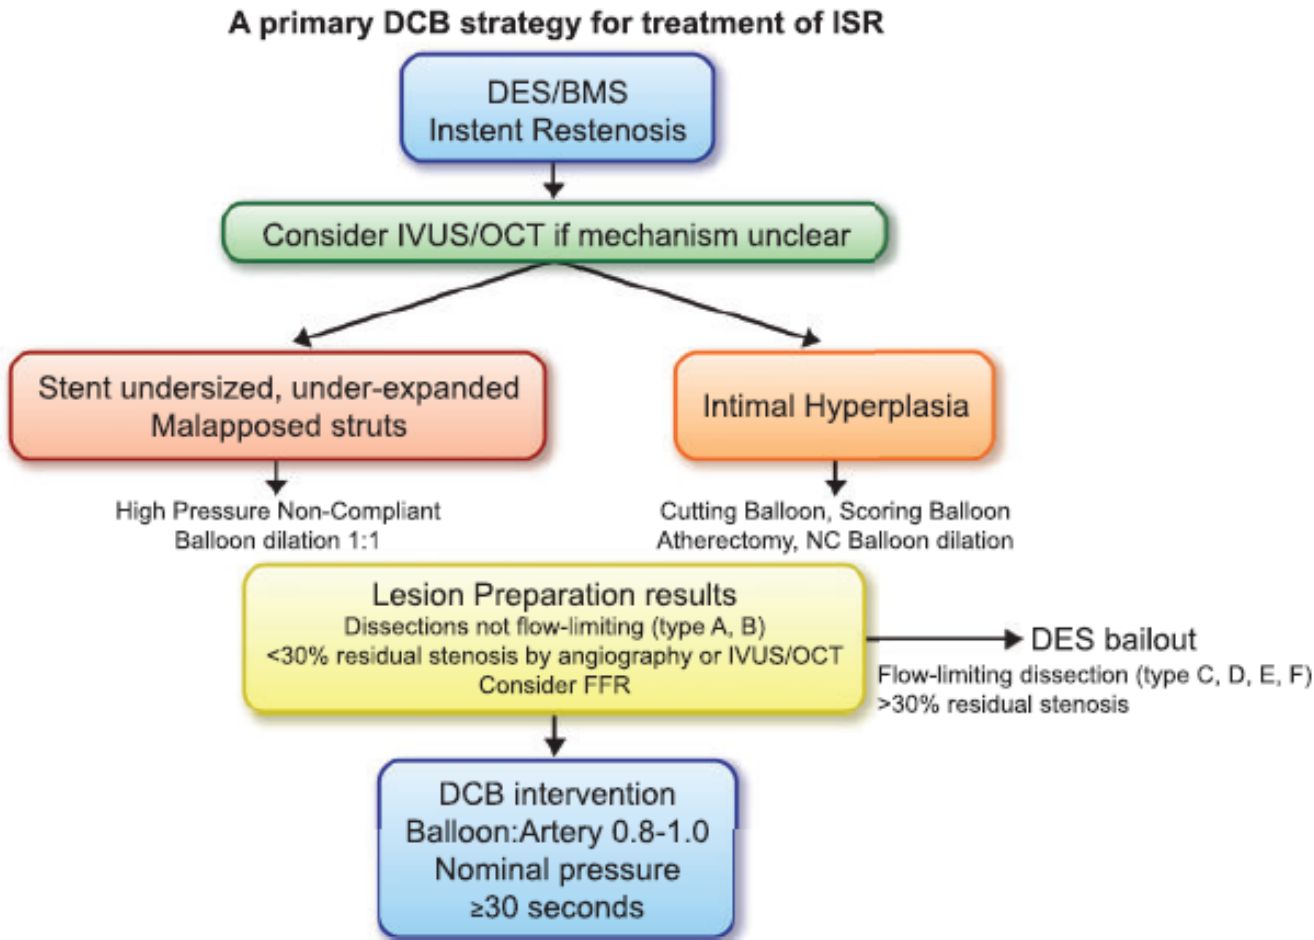 A primary DCB strategy for treatment of ISR
DES/BMS
Instent Restenosis
Consider IVUS/OCT if mechanism unclear
Stent undersized, under-expanded
Malapposed struts
Intimal Hyperplasia
High Pressure Non-Compliant
Balloon dilation 1:1
Cutting Balloon, Scoring Balloon
Atherectomy, NC Balloon dilation
Lesion Preparation results
Dissections not flow-limiting (type A, B)
<30% residual stenosis by angiography or IVUS/OCT
Consider FFR
DES bailout
Flow-limiting dissection (type C, D, E, F)
>30% residual stenosis
DCB intervention
Balloon:Artery 0.8-1.0
Nominal pressure
≥30 seconds